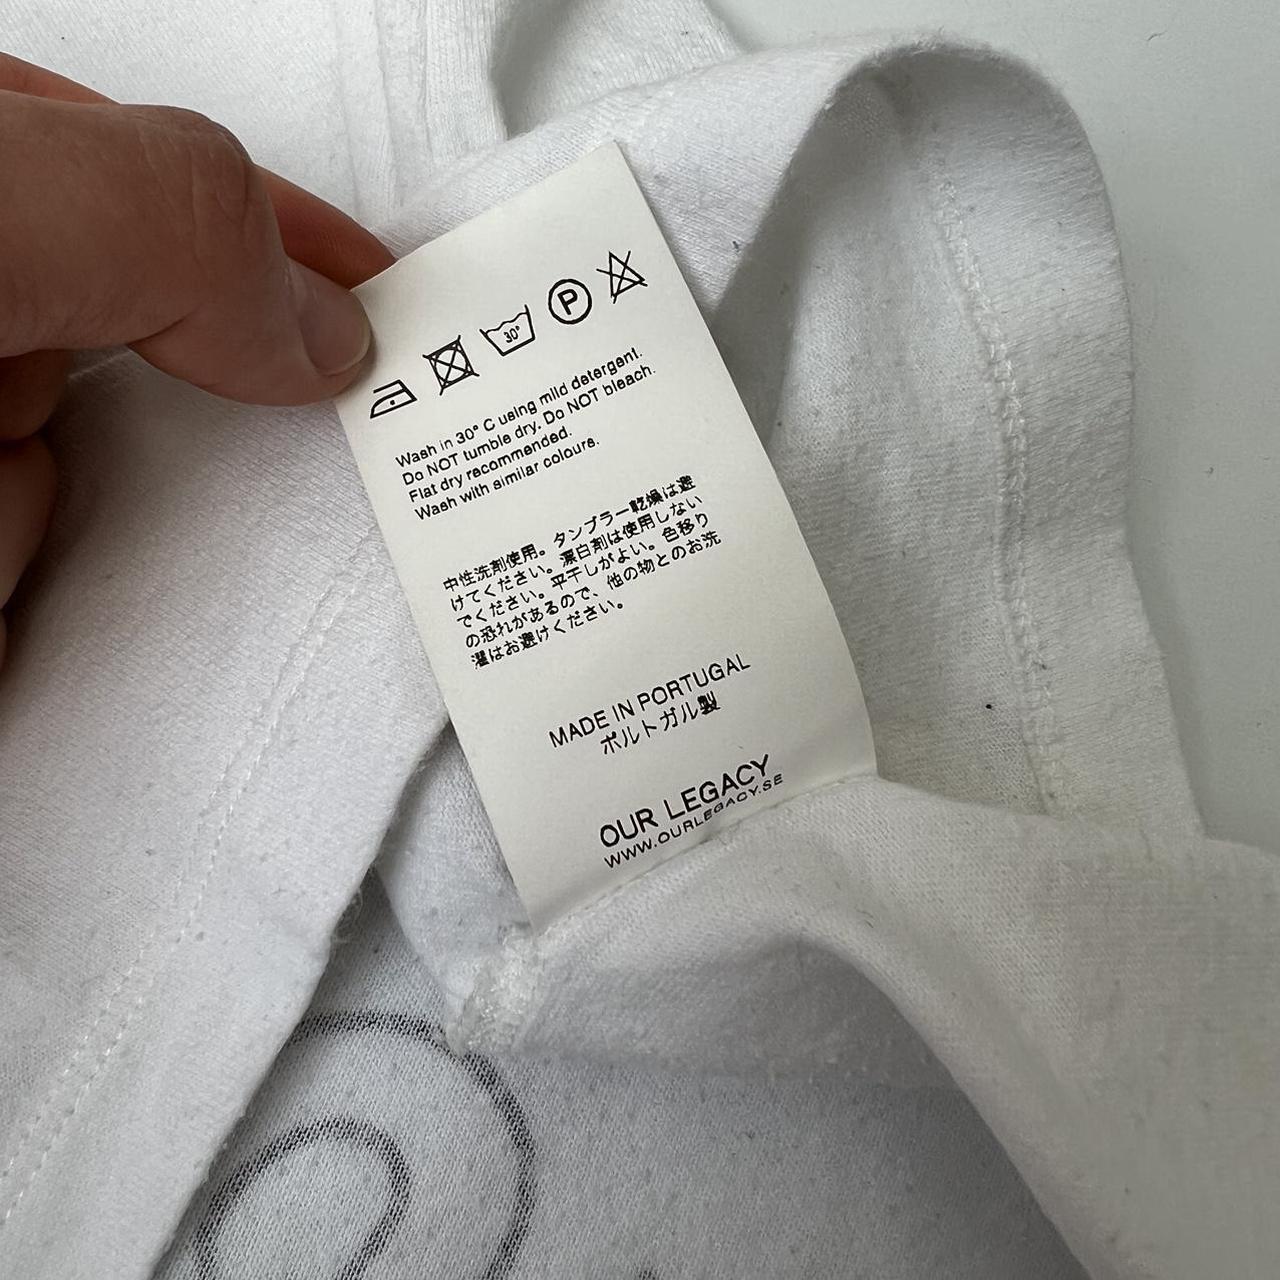 30°
P
Wash in 30° C using mild detergent.
Do NOT tumble dry. Do NOT bleach.
Flat dry recommended.
Wash with similar colours.
中性洗剤使用。タンブラー乾燥は避
けてください。漂白剤は使用しない
でください。平干しがよい。色移り
の恐れがあるので、他の物とのお洗
濯はお避けください。
MADE IN PORTUGAL
ポルトガル製
OUR LEGACY
WWW.OURLEGACY.SE